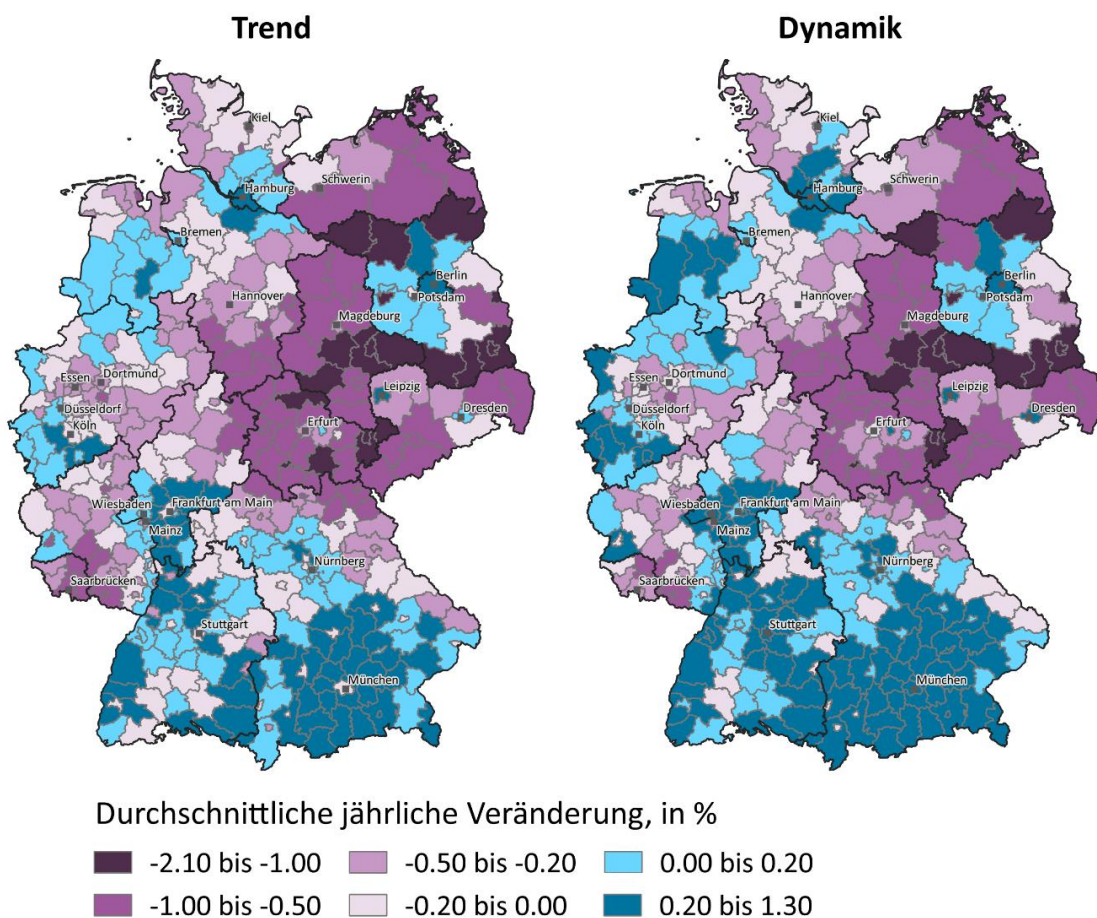 Trend
Dynamik
Kiel
Hamburg
Schwerin
Bremen
Berlin
Hannover
Potsdam
Magdeburg
Essen
Dortmund
Leipzig
Düsseldorf
Köln
Dresden
Erfurt
Wiesbaden
Frankfurt am Main
Mainz
Saarbrücken
Nürnberg
Stuttgart
München
Kiel
Hamburg
Schwerin
Bremen
Berlin
Hannover
Potsdam
Magdeburg
Essen
Dortmund
Leipzig
Düsseldorf
Köln
Dresden
Erfurt
Wiesbaden
Frankfurt am Main
Mainz
Saarbrücken
Nürnberg
Stuttgart
München
Durchschnittliche jährliche Veränderung, in %
-2.10 bis -1.00
-0.50 bis -0.20
0.00 bis 0.20
-1.00 bis -0.50
-0.20 bis 0.00
0.20 bis 1.30